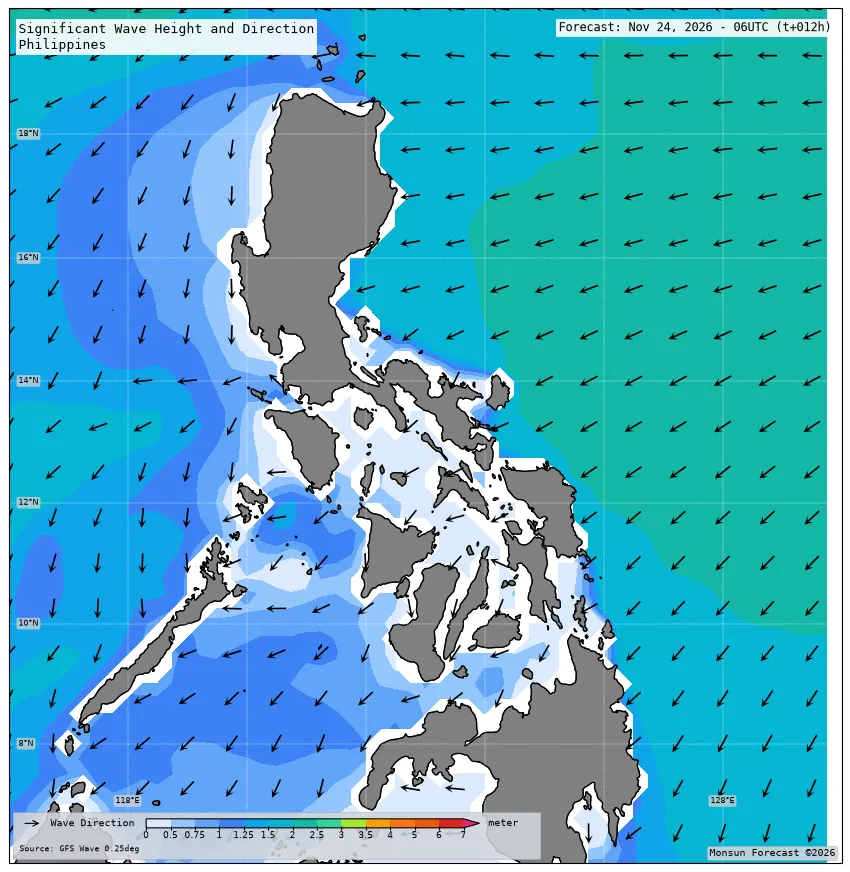 Significant Wave Height and Direction
Philippines
Forecast: Nov 24, 2026 - 06UTC (t+012h)
18°N
16°N
14°N
12°N
10°N
8°N
118°E
128°E
Wave Direction
meter
0 0.5 0.75 1 1.25 1.5 2 2.5 3 3.5 4 5 6 7
Source: GFS Wave 0.25deg
Monsun Forecast ©2026